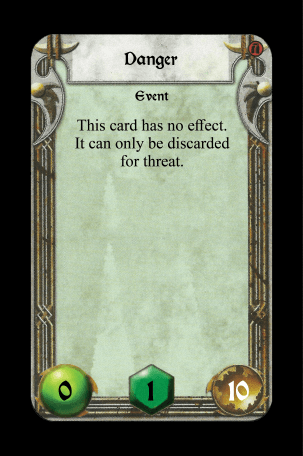 Danger
@
Event
This card has no effect.
It can only be discarded
for threat.
0
1
10